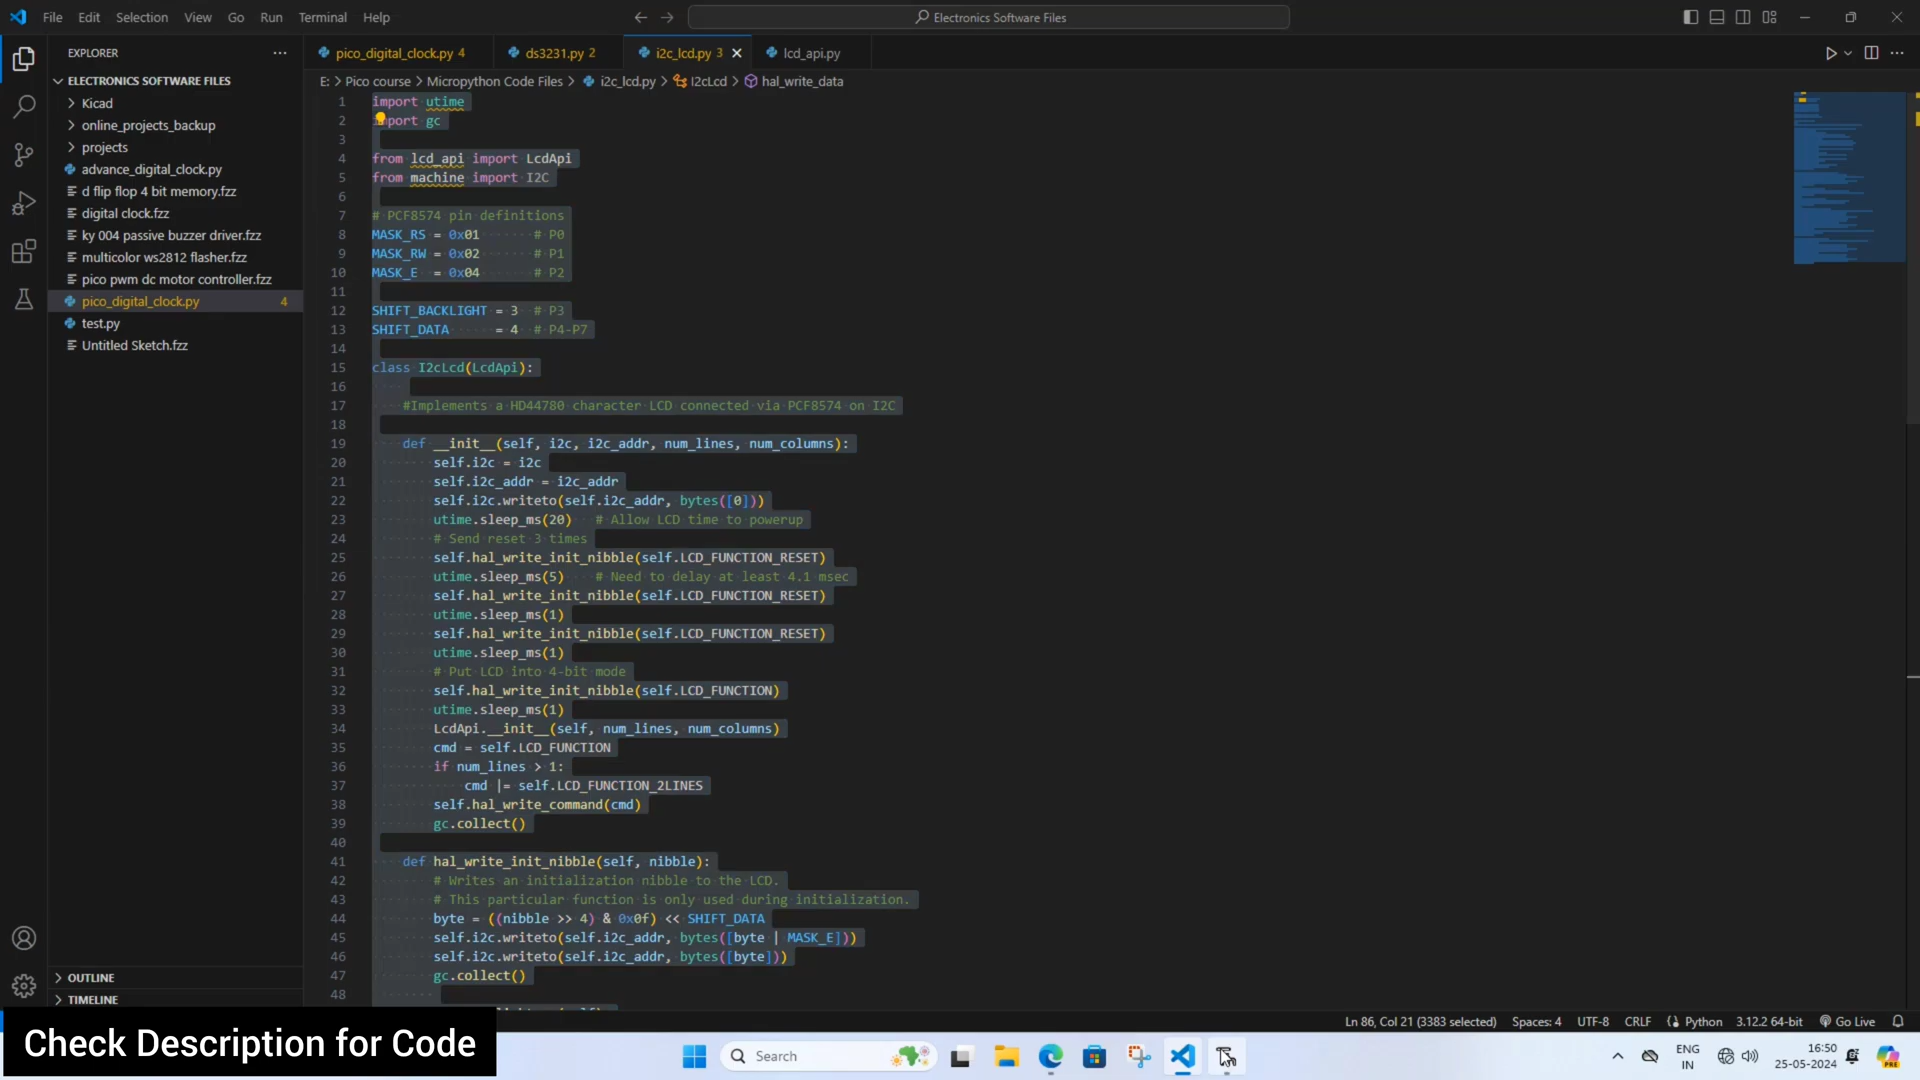 File Edit Selection View Go Run Terminal Help
Electronics Software Files
EXPLORER
ELECTRONICS SOFTWARE FILES
Kicad
online_projects_backup
projects
advance_digital_clock.py
d flip flop 4 bit memory.fzz
digital clock.fzz
ky 004 passive buzzer driver.fzz
multicolor ws2812 flasher.fzz
pico pwm dc motor controller.fzz
pico_digital_clock.py 4
test.py
Untitled Sketch.fzz
OUTLINE
TIMELINE
pico_digital_clock.py 4 ds3231.py 2 i2c_lcd.py 3 lcd_api.py
E: > Pico course > Micropython Code Files > i2c_lcd.py > I2cLcd > hal_write_data
1 import utime
2 import gc
3
4 from lcd_api import LcdApi
5 from machine import I2C
6
7 # PCF8574 pin definitions
8 MASK_RS = 0x01 # P0
9 MASK_RW = 0x02 # P1
10 MASK_E = 0x04 # P2
11
12 SHIFT_BACKLIGHT = 3 # P3
13 SHIFT_DATA = 4 # P4-P7
14
15 class I2cLcd(LcdApi):
16
17 #Implements a HD44780 character LCD connected via PCF8574 on I2C
18
19 def __init__(self, i2c, i2c_addr, num_lines, num_columns):
20 self.i2c = i2c
21 self.i2c_addr = i2c_addr
22 self.i2c.writeto(self.i2c_addr, bytes([0]))
23 utime.sleep_ms(20) # Allow LCD time to powerup
24 # Send reset 3 times
25 self.hal_write_init_nibble(self.LCD_FUNCTION_RESET)
26 utime.sleep_ms(5) # Need to delay at least 4.1 msec
27 self.hal_write_init_nibble(self.LCD_FUNCTION_RESET)
28 utime.sleep_ms(1)
29 self.hal_write_init_nibble(self.LCD_FUNCTION_RESET)
30 utime.sleep_ms(1)
31 # Put LCD into 4-bit mode
32 self.hal_write_init_nibble(self.LCD_FUNCTION)
33 utime.sleep_ms(1)
34 LcdApi.__init__(self, num_lines, num_columns)
35 cmd = self.LCD_FUNCTION
36 if num_lines > 1:
37 cmd |= self.LCD_FUNCTION_2LINES
38 self.hal_write_command(cmd)
39 gc.collect()
40
41 def hal_write_init_nibble(self, nibble):
42 # Writes an initialization nibble to the LCD.
43 # This particular function is only used during initialization.
44 byte = ((nibble >> 4) & 0x0f) << SHIFT_DATA
45 self.i2c.writeto(self.i2c_addr, bytes([byte | MASK_E]))
46 self.i2c.writeto(self.i2c_addr, bytes([byte]))
47 gc.collect()
48
Ln 86, Col 21 (3383 selected) Spaces: 4 UTF-8 CRLF Python 3.12.2 64-bit Go Live
Check Description for Code
Search
ENG
IN
16:50
25-05-2024
PRE